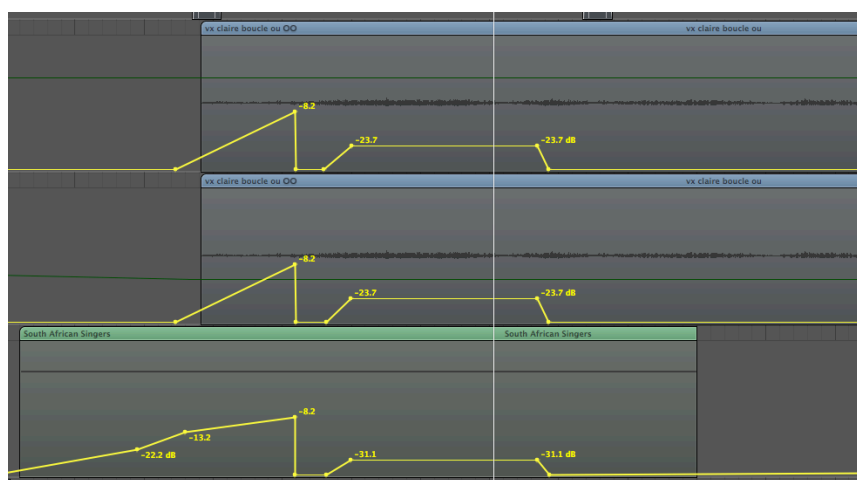 vx claire boucle ou OO vx claire boucle ou
-8.2
-23.7 -23.7 dB
vx claire boucle ou OO vx claire boucle ou
-8.2
-23.7 -23.7 dB
South African Singers South African Singers
-8.2
-13.2
-22.2 dB -31.1 -31.1 dB